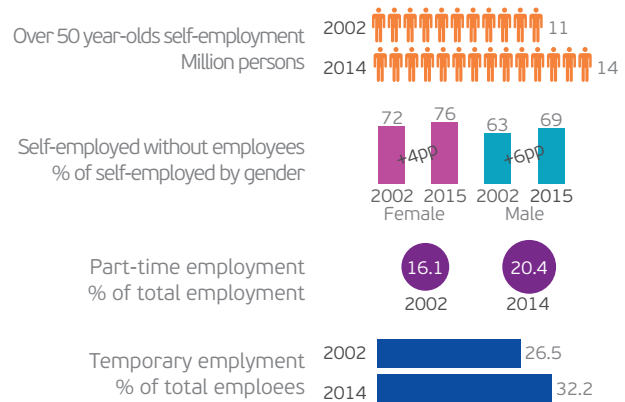 Over 50 year-olds self-employment
Million persons
2002 11
2014 14
Self-employed without employees
% of self-employed by gender
72 76 63 69
+4pp +6pp
2002 2015 2002 2015
Female Male
Part-time employment
% of total employment
16.1 20.4
2002 2014
Temporary emplyment
% of total emploees
2002 26.5
2014 32.2